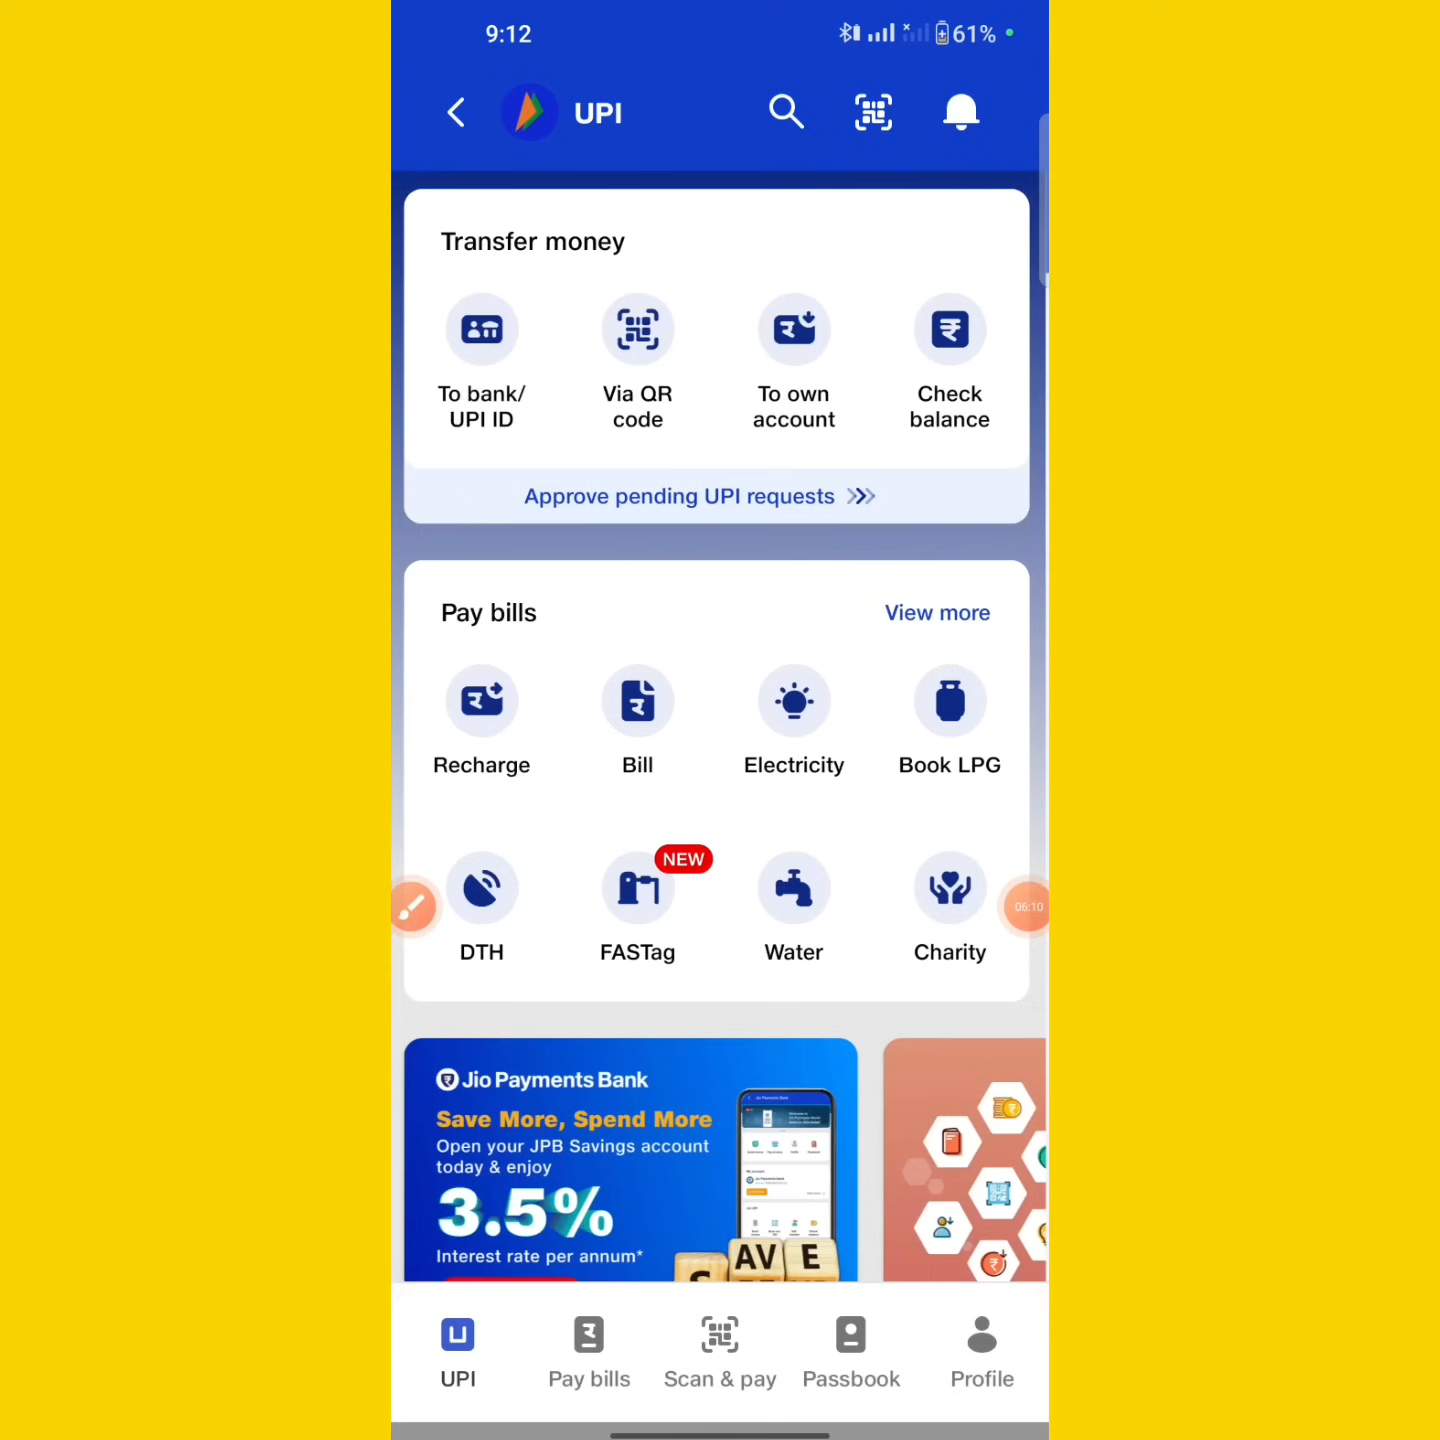 9:12
61%
UPI
Transfer money
To bank/
UPI ID
Via QR
code
To own
account
Check
balance
Approve pending UPI requests
Pay bills
View more
Recharge
Bill
Electricity
Book LPG
NEW
DTH
FASTag
Water
Charity
06:10
Jio Payments Bank
Save More, Spend More
Open your JPB Savings account
today & enjoy
3.5%
Interest rate per annum*
AV E
UPI
Pay bills
Scan & pay
Passbook
Profile